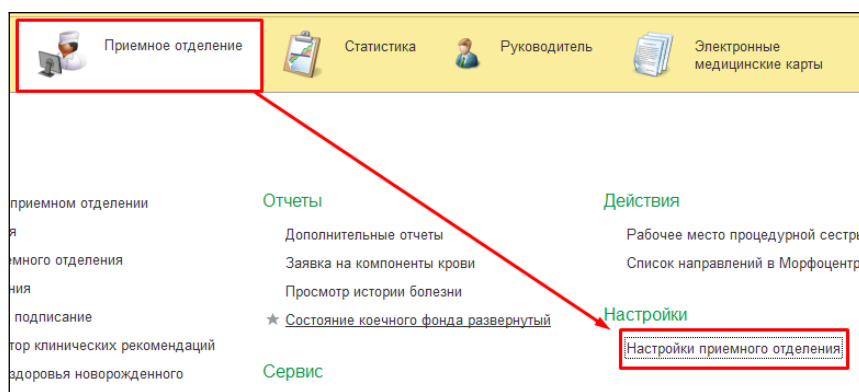 Приемное отделение
Статистика
Руководитель
Электронные
медицинские карты
приемном отделении
я
много отделения
ния
подписание
тор клинических рекомендаций
здоровья новорожденного
Отчеты
Дополнительные отчеты
Заявка на компоненты крови
Просмотр истории болезни
Состояние коечного фонда развернутый
Сервис
Действия
Рабочее место процедурной сестры
Список направлений в Морфоцентр
Настройки
Настройки приемного отделения